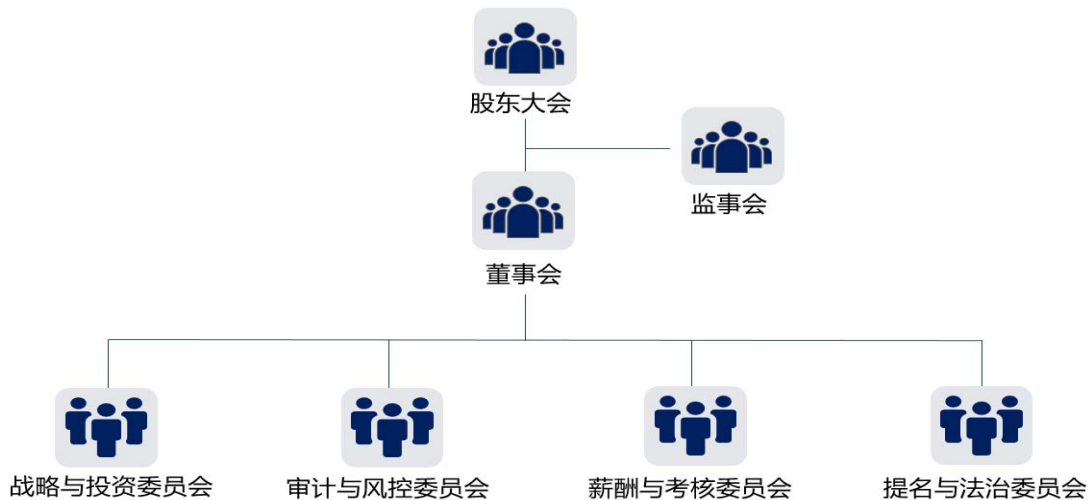 股东大会
监事会
董事会
战略与投资委员会
审计与风控委员会
薪酬与考核委员会
提名与法治委员会